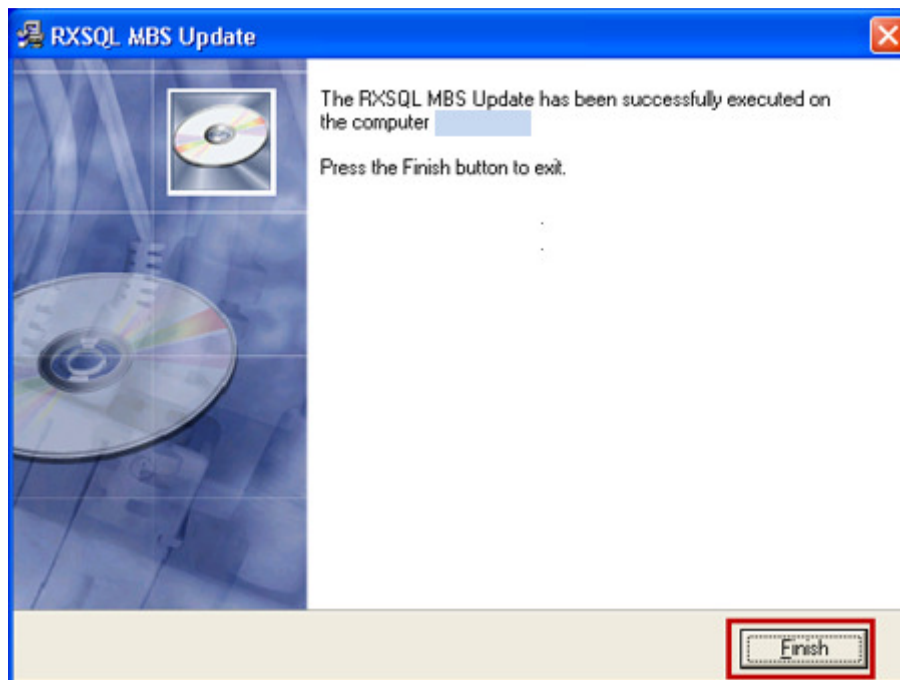 RXSQL MBS Update
The RXSQL MBS Update has been successfully executed on
the computer
Press the Finish button to exit.
Finish